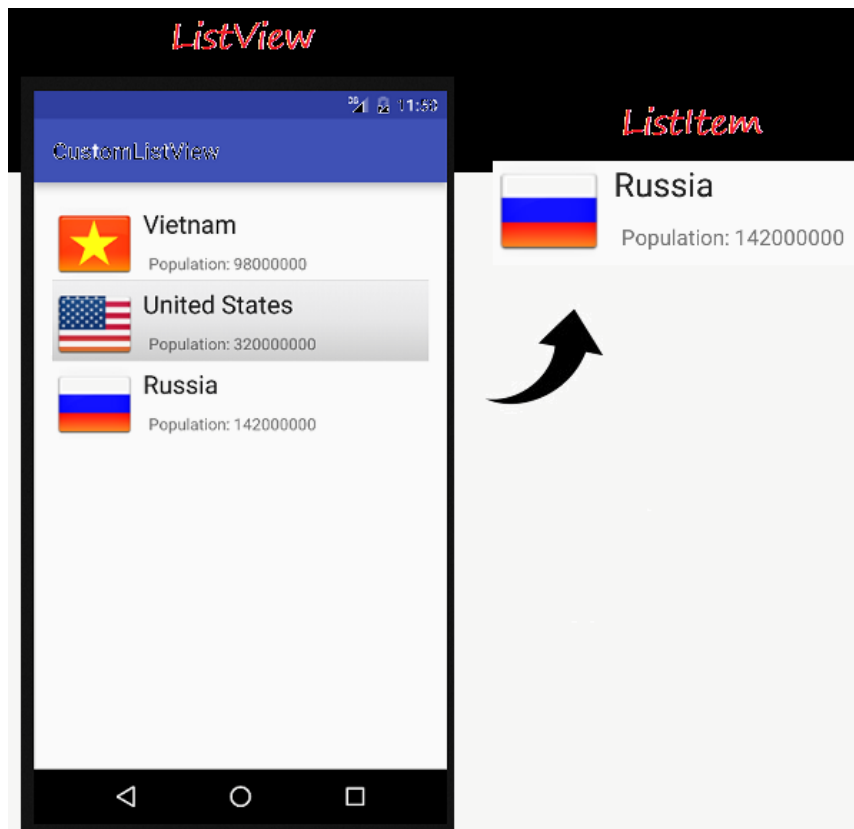 ListView
11:50
CustomListView
Vietnam
Population: 98000000
United States
Population: 320000000
Russia
Population: 142000000
ListItem
Russia
Population: 142000000